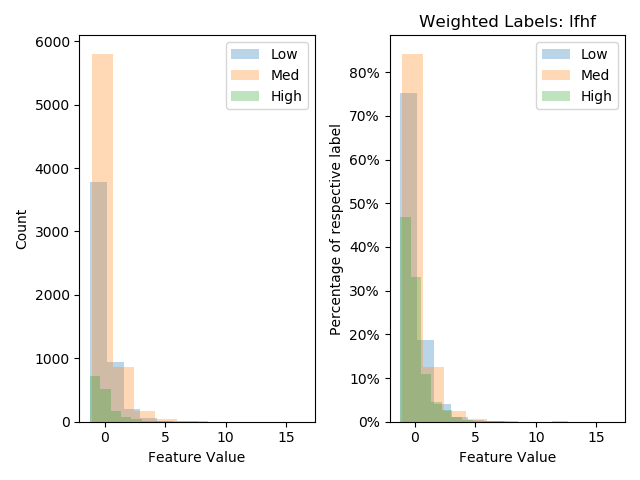 Weighted Labels: lfhf
6000
5000
4000
3000
2000
1000
0
Count
0
5
10
15
Feature Value
Low
Med
High
80%
70%
60%
50%
40%
30%
20%
10%
0%
Percentage of respective label
0
5
10
15
Feature Value
Low
Med
High